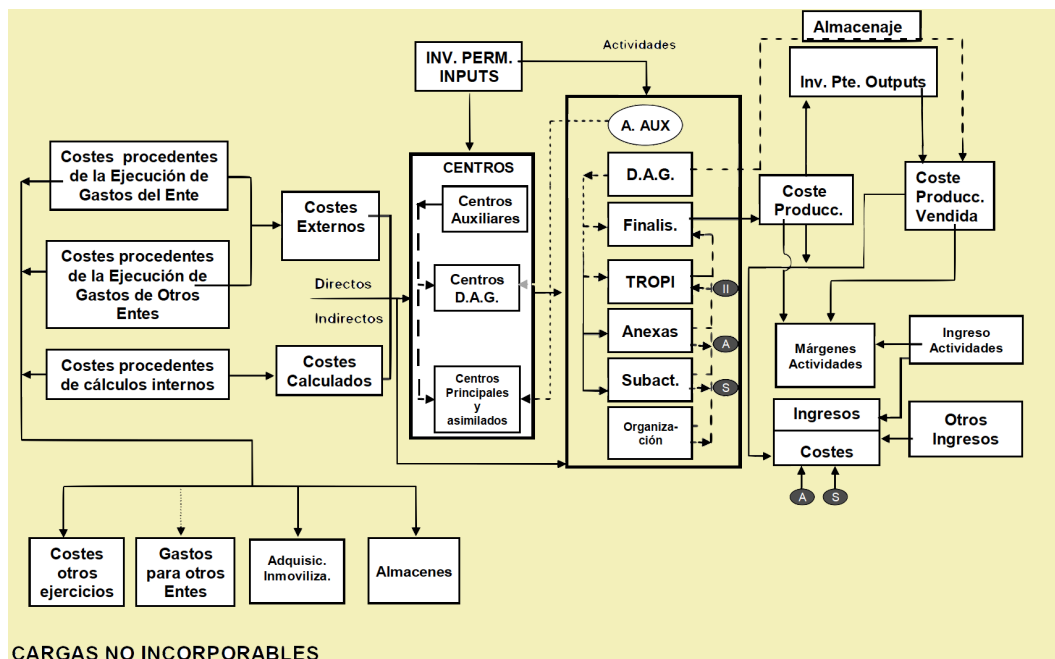 Almacenaje
Actividades
INV. PERM.
INPUTS
Inv. Pte. Outputs
A. AUX
Costes procedentes
de la Ejecución de
Gastos del Ente
CENTROS
Centros
Auxiliares
D.A.G.
Coste
Producc.
Coste
Producc.
Vendida
Costes
Externos
Finalis.
Costes procedentes
de la Ejecución de
Gastos de Otros
Entes
Directos
Indirectos
Centros
D.A.G.
TROPI
II
Anexas
A
Márgenes
Actividades
Ingreso
Actividades
Costes procedentes
de cálculos internos
Costes
Calculados
Centros
Principales
y
asimilados
Subact.
S
Organiza-
ción
Ingresos
Costes
Otros
Ingresos
A
S
Costes
otros
ejercicios
Gastos
para otros
Entes
Adquisic.
Inmoviliza.
Almacenes
CARGAS NO INCORPORABLES